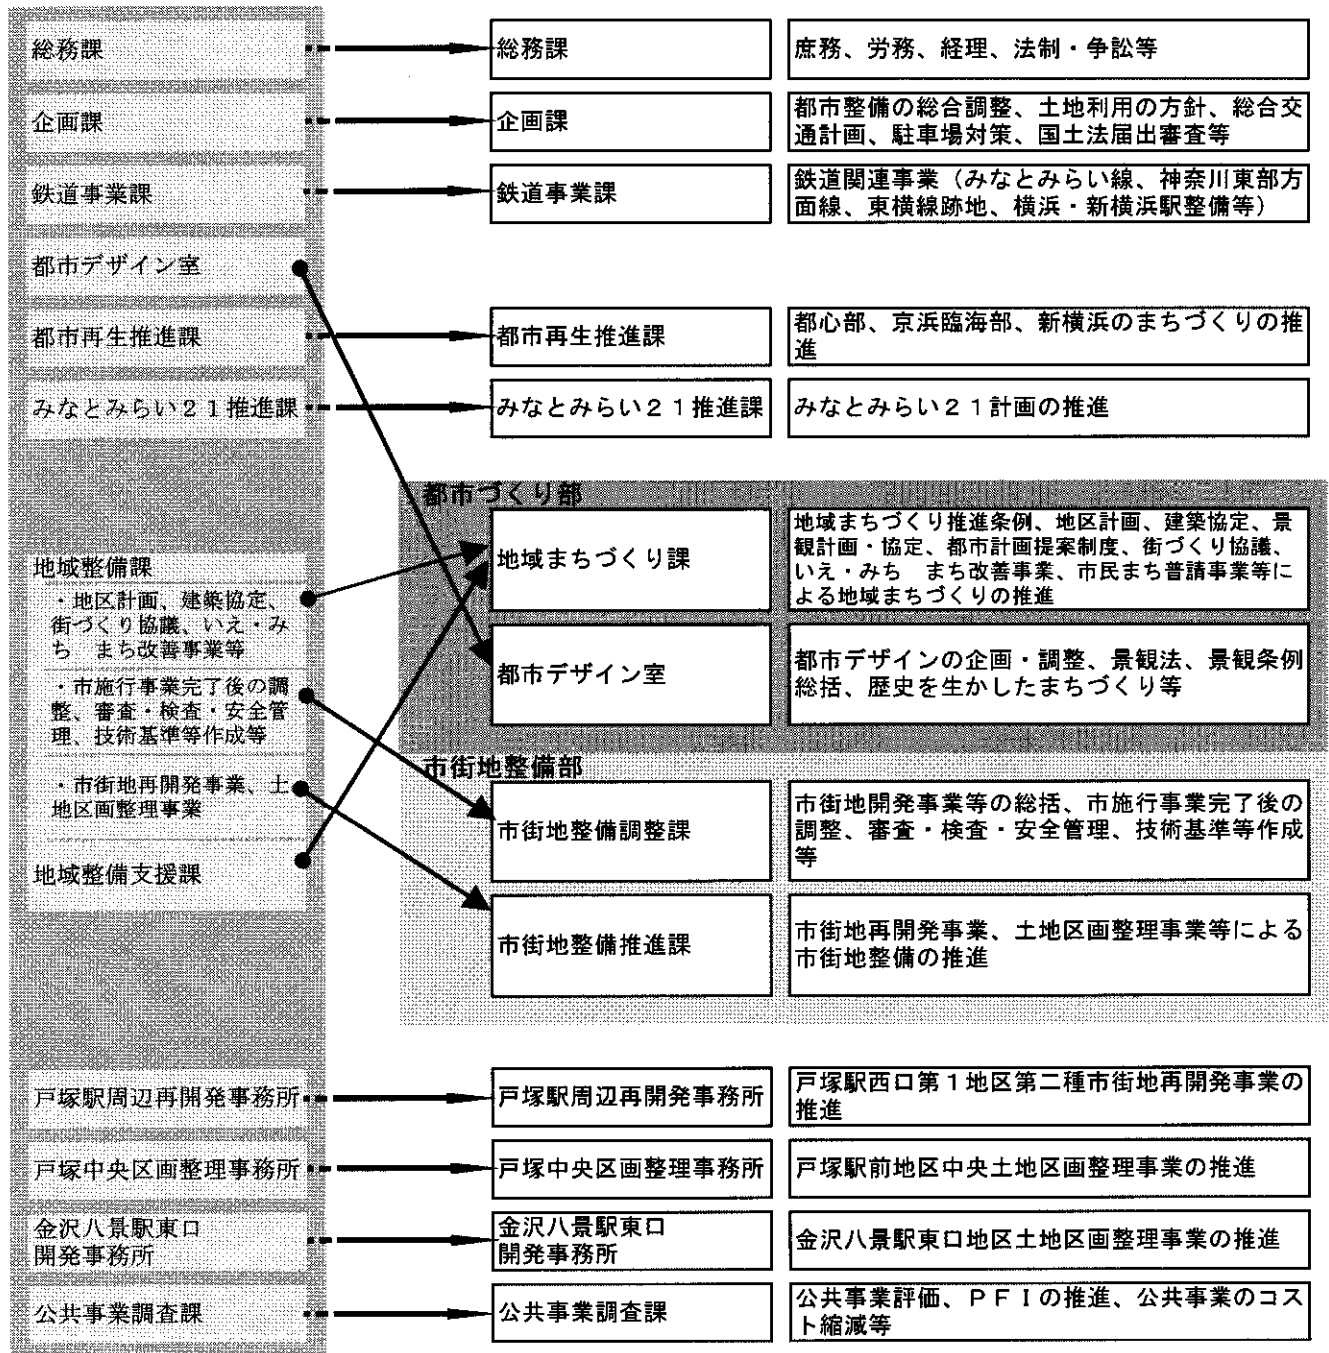 総務課
総務課
庶務、労務、経理、法制・争訟等
企画課
企画課
都市整備の総合調整、土地利用の方針、総合交
通計画、駐車場対策、国土法届出審査等
鉄道事業課
鉄道事業課
鉄道関連事業（みなとみらい線、神奈川東部方
面線、東横線跡地、横浜・新横浜駅整備等）
都市デザイン室
都市再生推進課
都市再生推進課
都心部、京浜臨海部、新横浜のまちづくりの推
進
みなとみらい２１推進課
みなとみらい２１推進課
みなとみらい２１計画の推進
地域整備課
・地区計画、建築協定、
街づくり協議、いえ・み
ち　まち改善事業等
・市施行事業完了後の調
整、審査・検査・安全管
理、技術基準等作成等
・市街地再開発事業、土
地区画整理事業
地域整備支援課
都市づくり部
地域まちづくり課
地域まちづくり推進条例、地区計画、建築協定、景
観計画・協定、都市計画提案制度、街づくり協議、
いえ・みち　まち改善事業、市民まち普請事業等に
よる地域まちづくりの推進
都市デザイン室
都市デザインの企画・調整、景観法、景観条例
総括、歴史を生かしたまちづくり等
市街地整備部
市街地整備調整課
市街地開発事業等の総括、市施行事業完了後の
調整、審査・検査・安全管理、技術基準等作成
等
市街地整備推進課
市街地再開発事業、土地区画整理事業等による
市街地整備の推進
戸塚駅周辺再開発事務所
戸塚駅周辺再開発事務所
戸塚駅西口第１地区第二種市街地再開発事業の
推進
戸塚中央区画整理事務所
戸塚中央区画整理事務所
戸塚駅前地区中央土地区画整理事業の推進
金沢八景駅東口
開発事務所
金沢八景駅東口
開発事務所
金沢八景駅東口地区土地区画整理事業の推進
公共事業調査課
公共事業調査課
公共事業評価、ＰＦＩの推進、公共事業のコス
ト縮減等